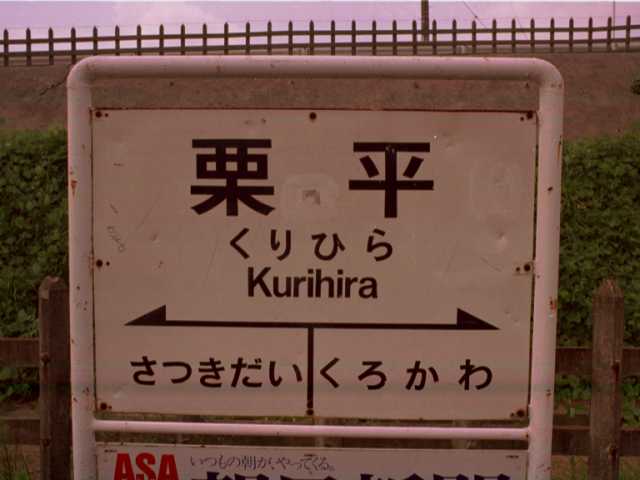 栗平
くりひら
Kurihira
さつきだい くろかわ
ASA いつもの朝が、やってくる。